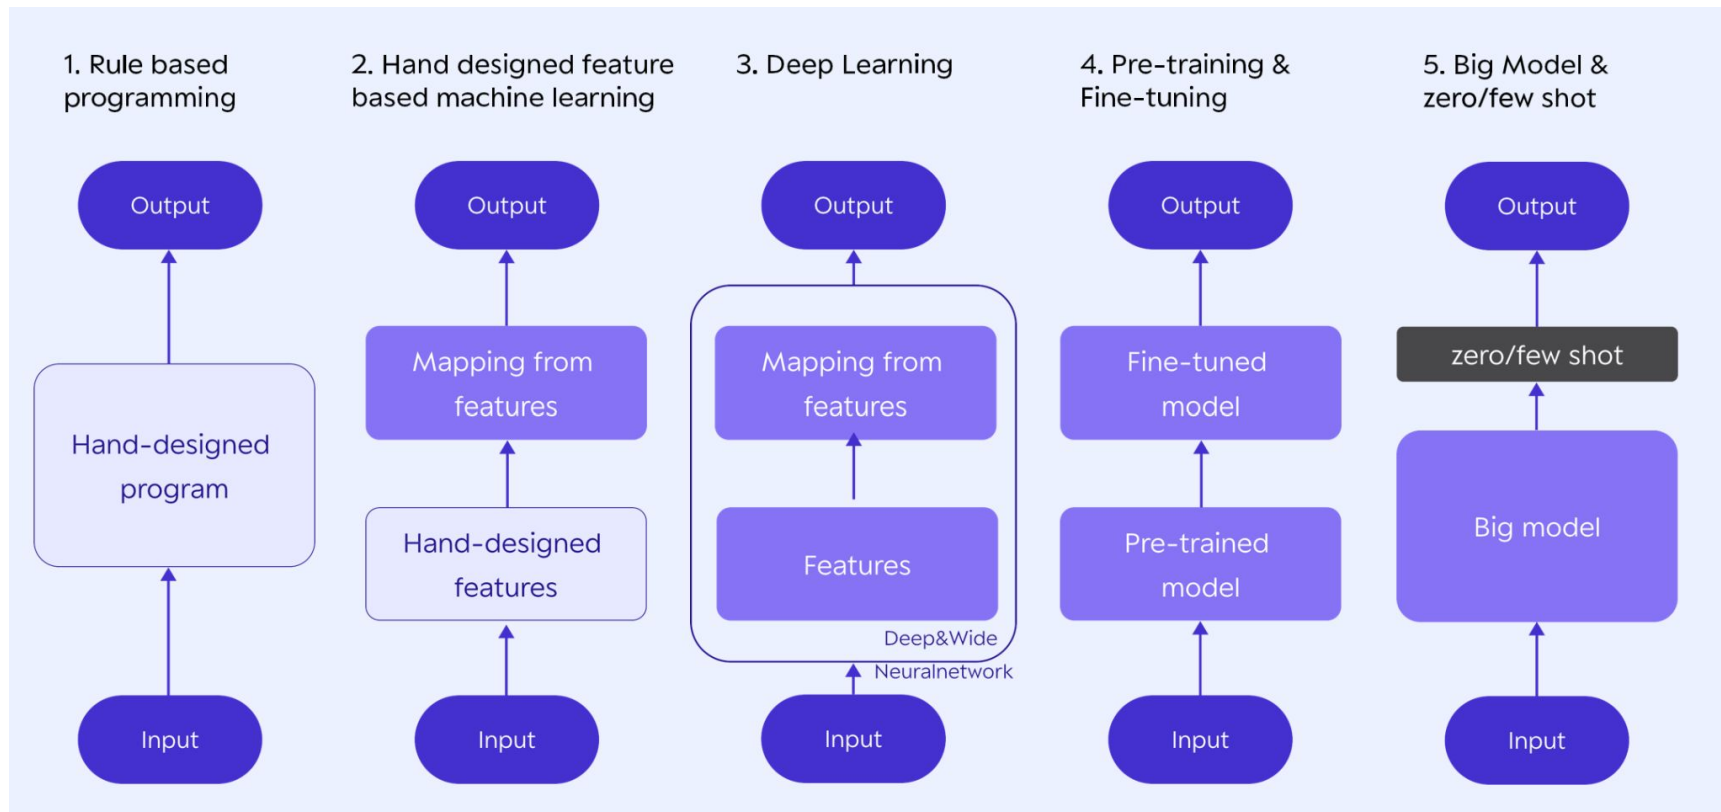 1. Rule based
programming
2. Hand designed feature
based machine learning
3. Deep Learning
4. Pre-training &
Fine-tuning
5. Big Model &
zero/few shot
Output
Hand-designed
program
Input
Output
Mapping from
features
Hand-designed
features
Input
Output
Mapping from
features
Features
Deep&Wide
Neuralnetwork
Input
Output
Fine-tuned
model
Pre-trained
model
Input
Output
zero/few shot
Big model
Input